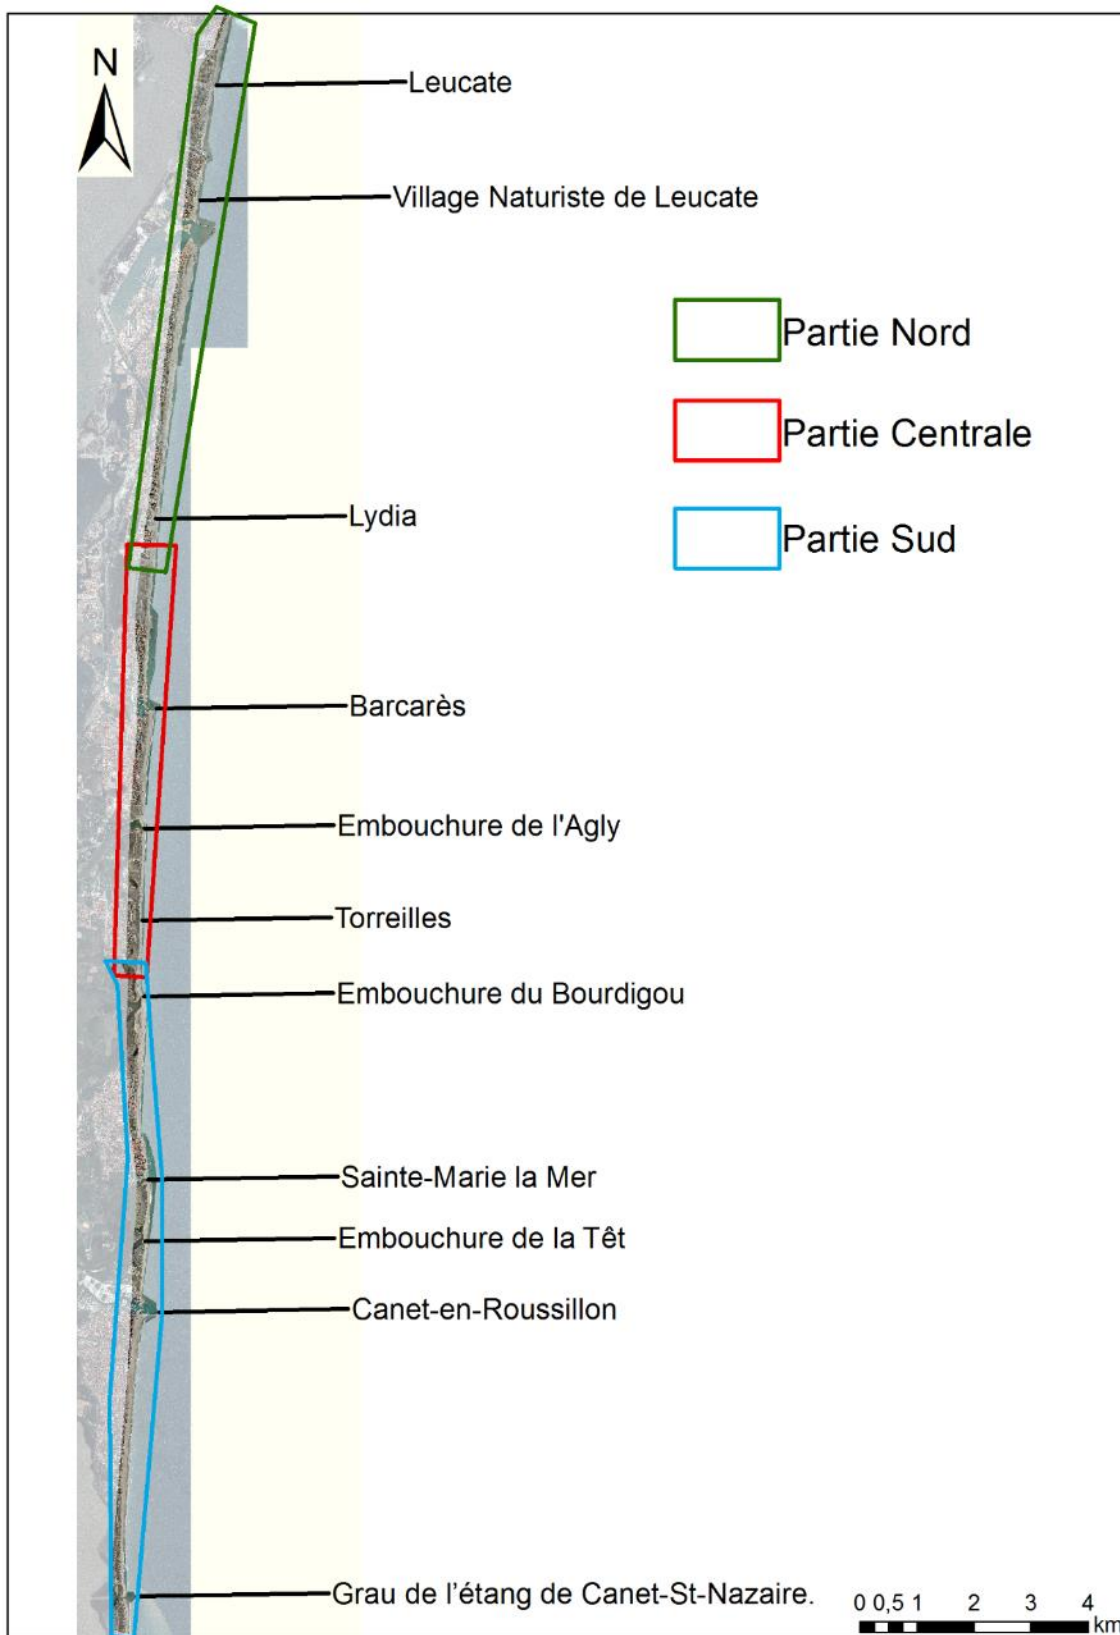 N
Leucate
Village Naturiste de Leucate
Partie Nord
Partie Centrale
Lydia
Partie Sud
Barcarès
Embouchure de l'Agly
Torreilles
Embouchure du Bourdigou
Sainte-Marie la Mer
Embouchure de la Têt
Canet-en-Roussillon
Grau de l’étang de Canet-St-Nazaire.
0 0,5 1 2 3 4
km